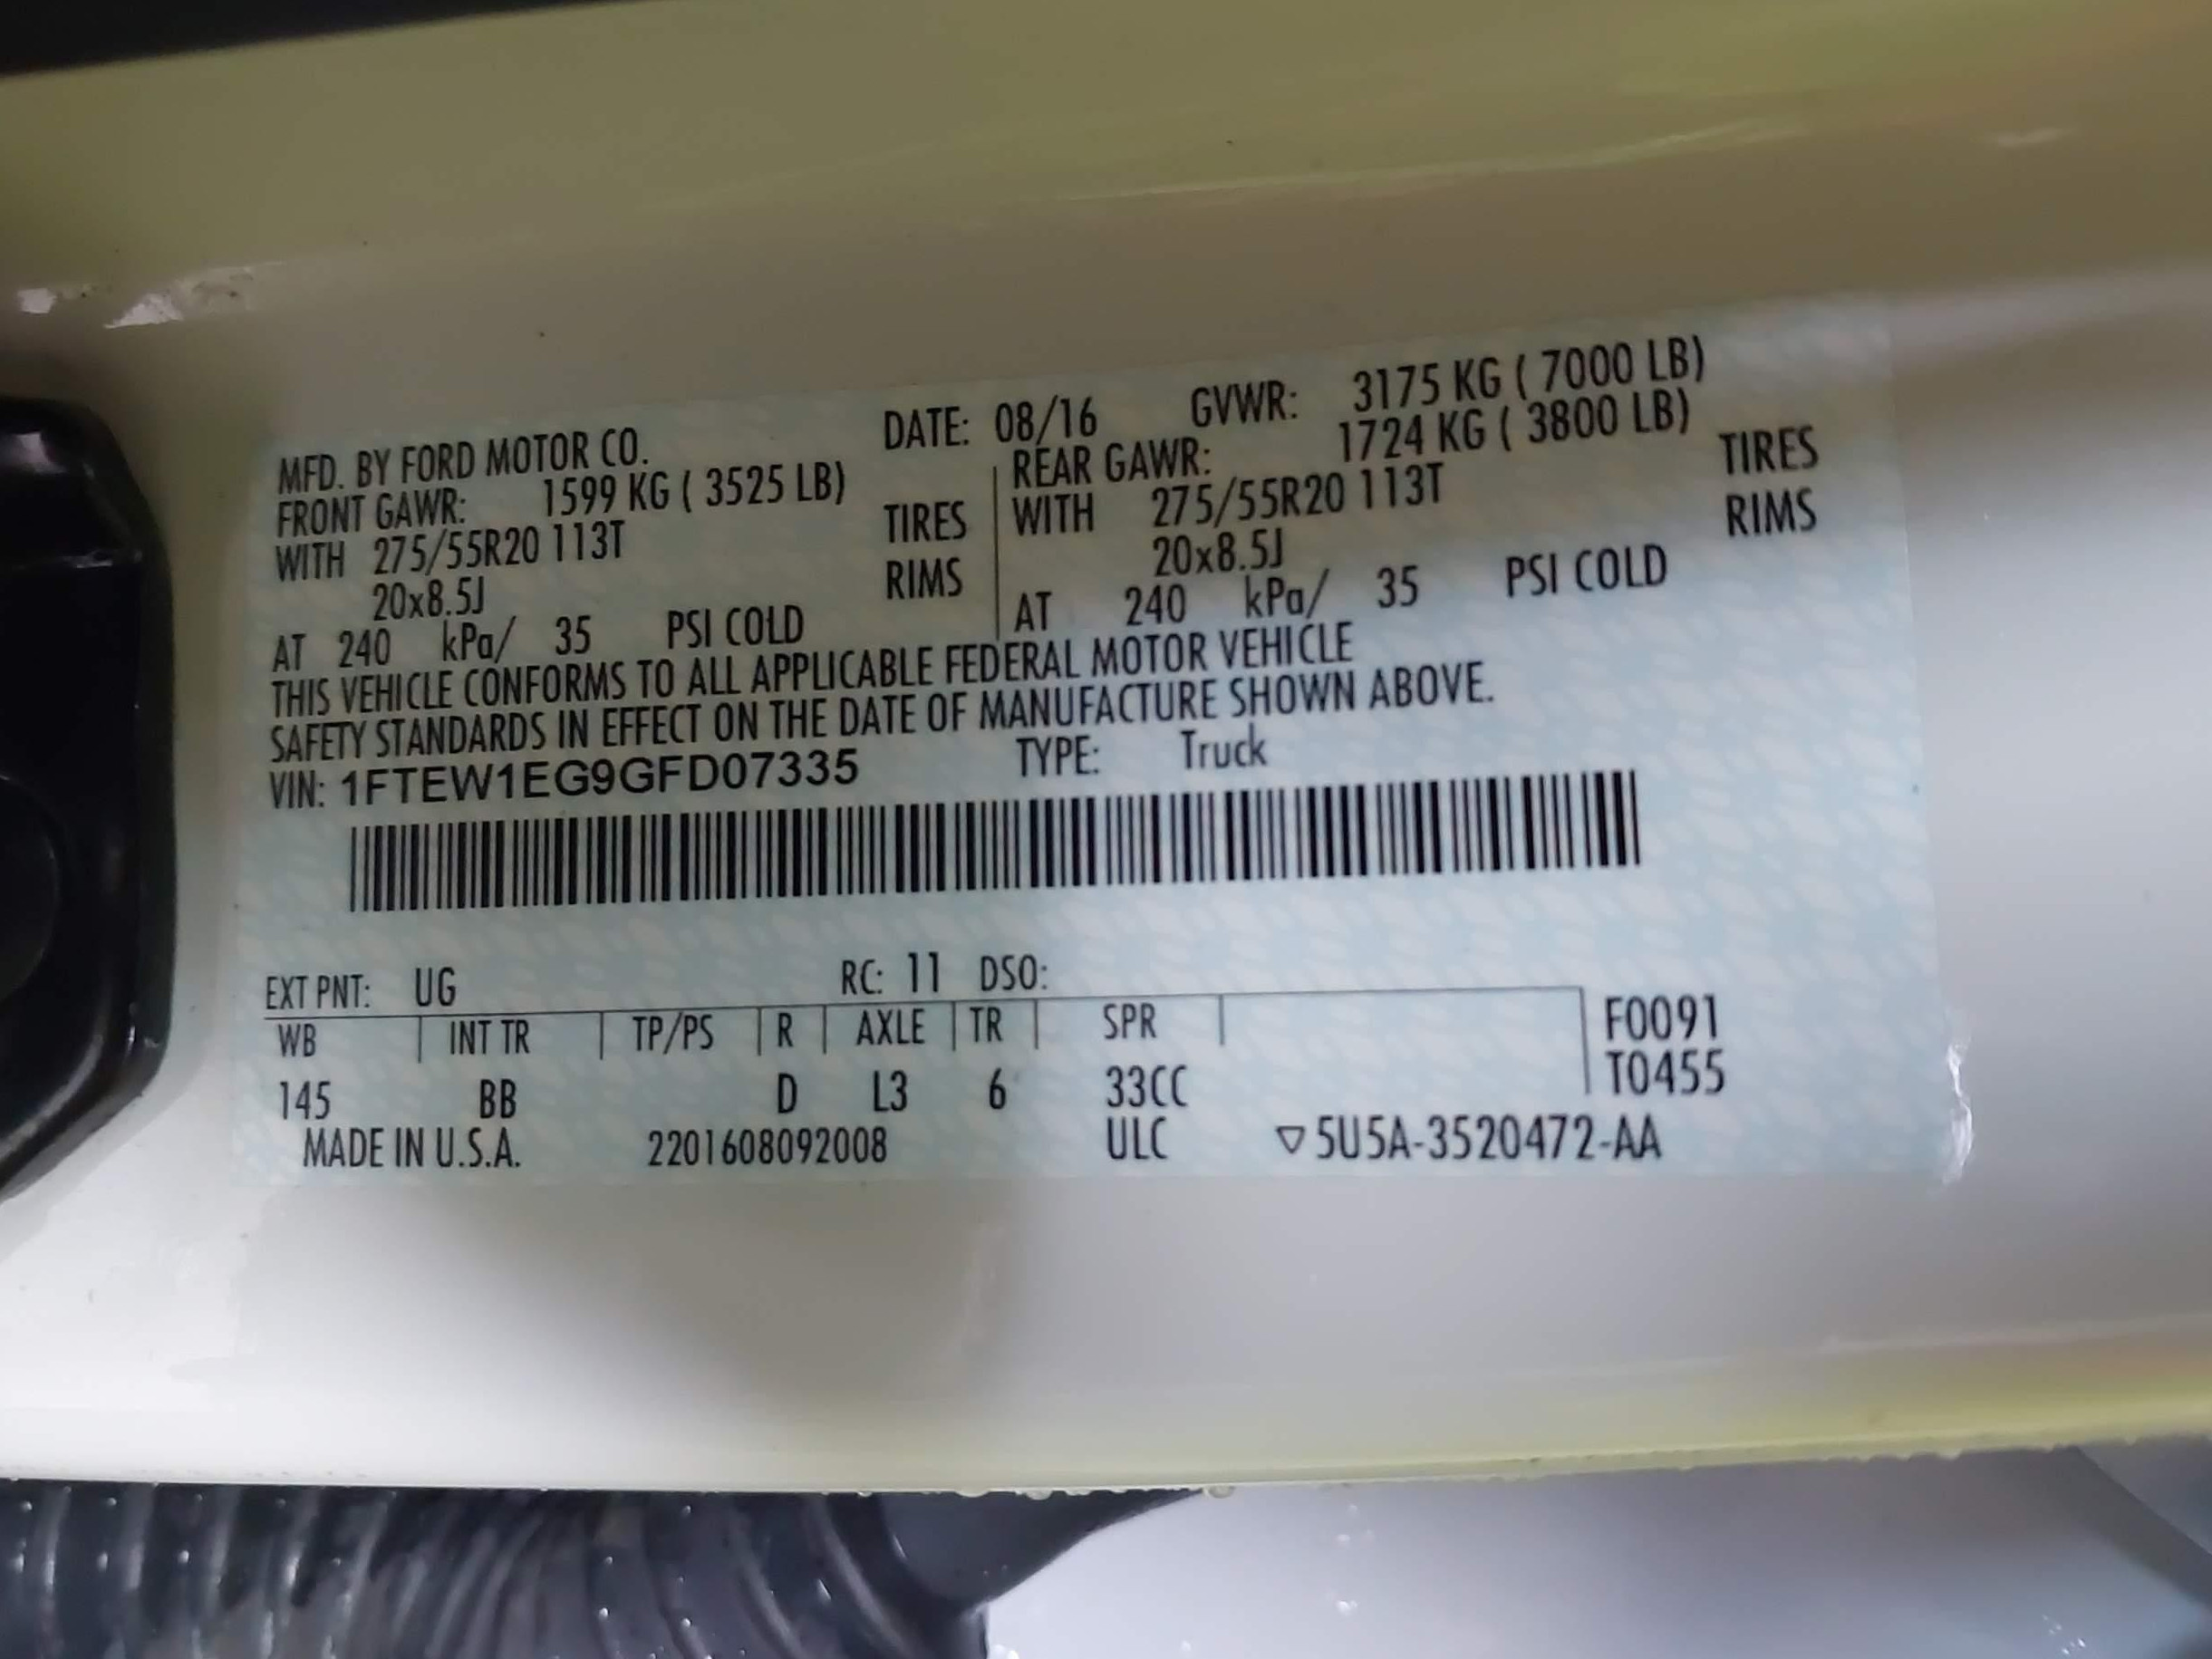 MFD. BY FORD MOTOR CO. DATE: 08/16 GVWR: 3175 KG ( 7000 LB)
FRONT GAWR: 1599 KG ( 3525 LB) REAR GAWR: 1724 KG ( 3800 LB)
WITH 275/55R20 113T TIRES WITH 275/55R20 113T TIRES
20x8.5J RIMS 20x8.5J RIMS
AT 240 kPa/ 35 PSI COLD AT 240 kPa/ 35 PSI COLD
THIS VEHICLE CONFORMS TO ALL APPLICABLE FEDERAL MOTOR VEHICLE
SAFETY STANDARDS IN EFFECT ON THE DATE OF MANUFACTURE SHOWN ABOVE.
VIN: 1FTEW1EG9GFD07335 TYPE: Truck
EXT PNT: UG RC: 11 DSO:
WB INT TR TP/PS R AXLE TR SPR F0091
145 BB D L3 6 33CC T0455
MADE IN U.S.A. 2201608092008 ULC ▽5U5A-3520472-AA